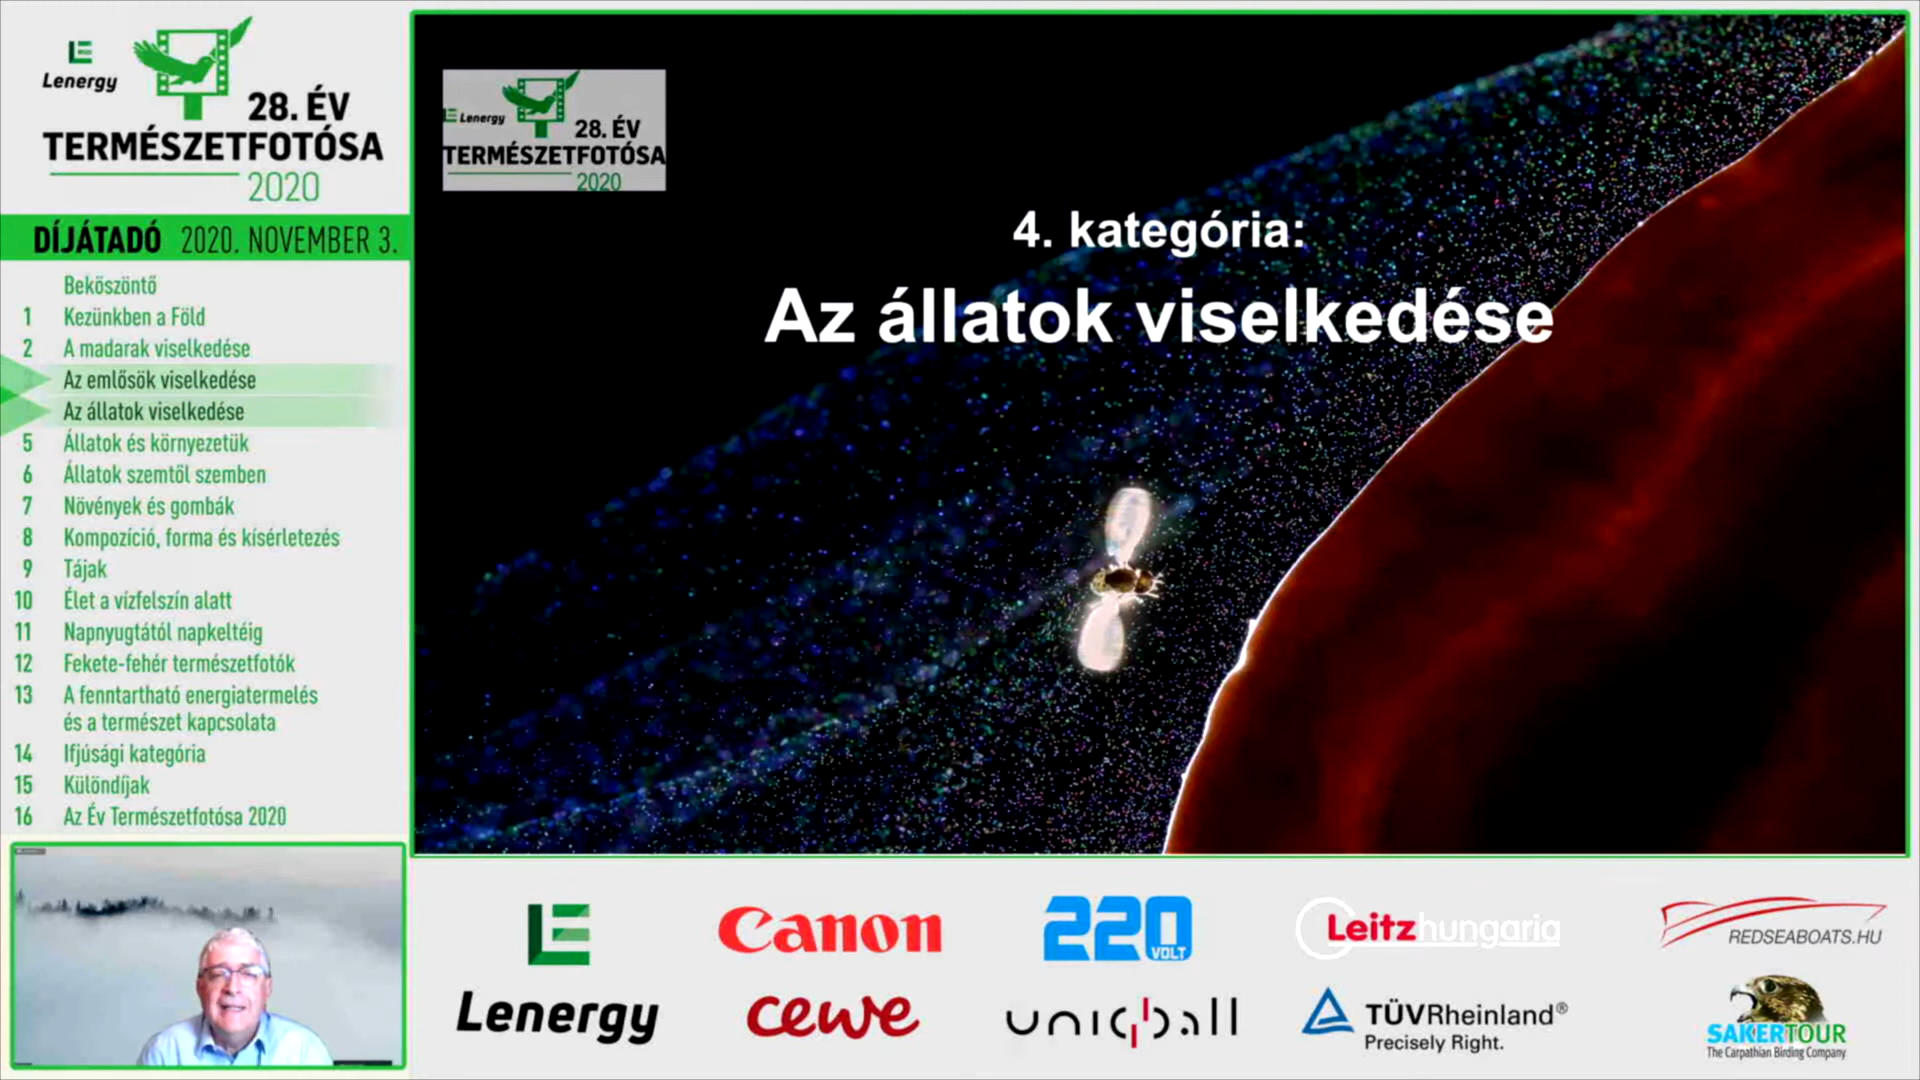 Lenergy
28. ÉV
TERMÉSZETFOTÓSA
2020
DÍJÁTADÓ 2020. NOVEMBER 3.
Beköszöntő
1 Kezünkben a Föld
2 A madarak viselkedése
Az emlősök viselkedése
Az állatok viselkedése
5 Állatok és környezetük
6 Állatok szemtől szemben
7 Növények és gombák
8 Kompozíció, forma és kísérletezés
9 Tájak
10 Élet a vízfelszín alatt
11 Napnyugtától napkeltéig
12 Fekete-fehér természetfotók
13 A fenntartható energiatermelés
és a természet kapcsolata
14 Ifjúsági kategória
15 Különdíjak
16 Az Év Természetfotósa 2020
Lenergy
28. ÉV
TERMÉSZETFOTÓSA
2020
4. kategória:
Az állatok viselkedése
Canon
220
VOLT
Leitz hungaria
REDSEABOATS.HU
Lenergy
cewe
uniqball
TÜVRheinland®
Precisely Right.
SAKERTOUR
The Carpathian Birding Company